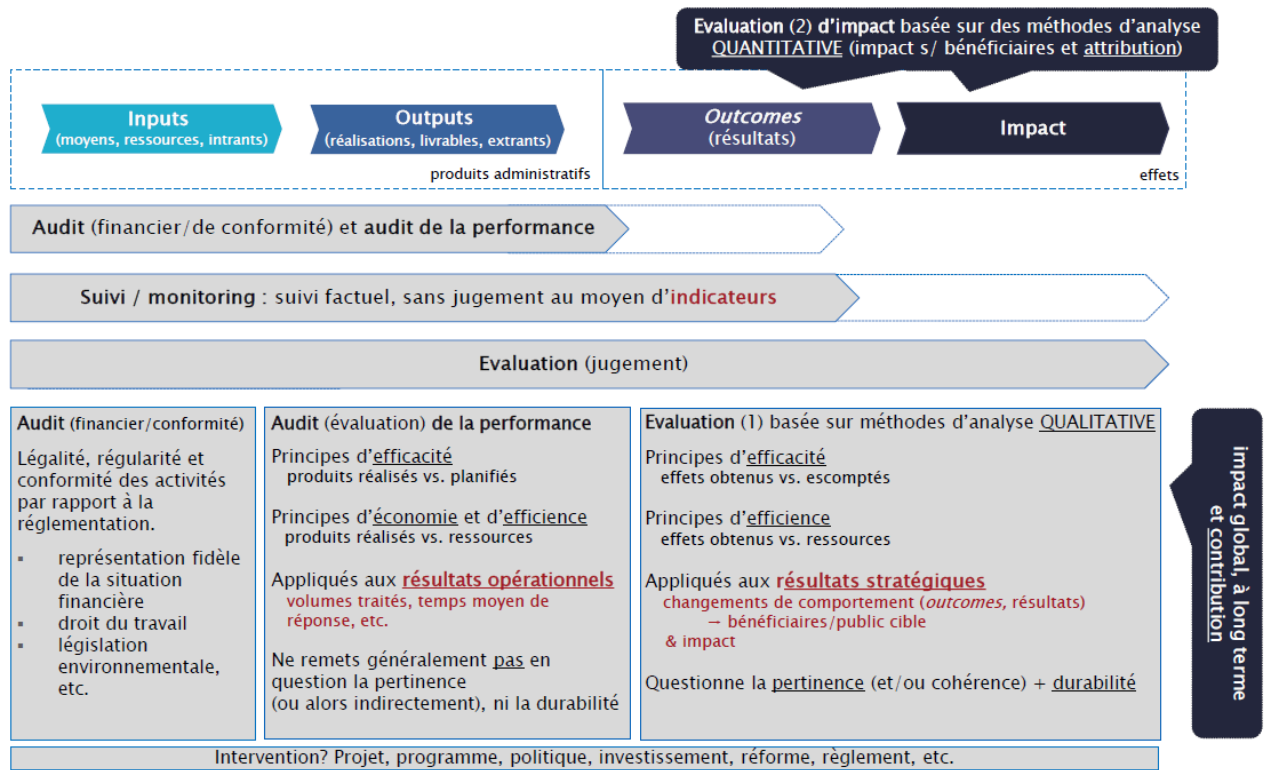 Evaluation (2) d'impact basée sur des méthodes d'analyse
QUANTITATIVE (impact s/ bénéficiaires et attribution)
Inputs
(moyens, ressources, intrants)
Outputs
(réalisations, livrables, extrants)
produits administratifs
Outcomes
(résultats)
Impact
effets
Audit (financier/de conformité) et audit de la performance
Suivi / monitoring : suivi factuel, sans jugement au moyen d'indicateurs
Evaluation (jugement)
Audit (financier/conformité)
Légalité, régularité et
conformité des activités
par rapport à la
réglementation.
▪ représentation fidèle
de la situation
financière
▪ droit du travail
▪ législation
environnementale,
etc.
Audit (évaluation) de la performance
Principes d'efficacité
produits réalisés vs. planifiés
Principes d'économie et d'efficience
produits réalisés vs. ressources
Appliqués aux résultats opérationnels
volumes traités, temps moyen de
réponse, etc.
Ne remets généralement pas en
question la pertinence
(ou alors indirectement), ni la durabilité
Evaluation (1) basée sur méthodes d'analyse QUALITATIVE
Principes d'efficacité
effets obtenus vs. escomptés
Principes d'efficience
effets obtenus vs. ressources
Appliqués aux résultats stratégiques
changements de comportement (outcomes, résultats)
→ bénéficiaires/public cible
& impact
Questionne la pertinence (et/ou cohérence) + durabilité
impact global, à long terme
et contribution
Intervention? Projet, programme, politique, investissement, réforme, règlement, etc.